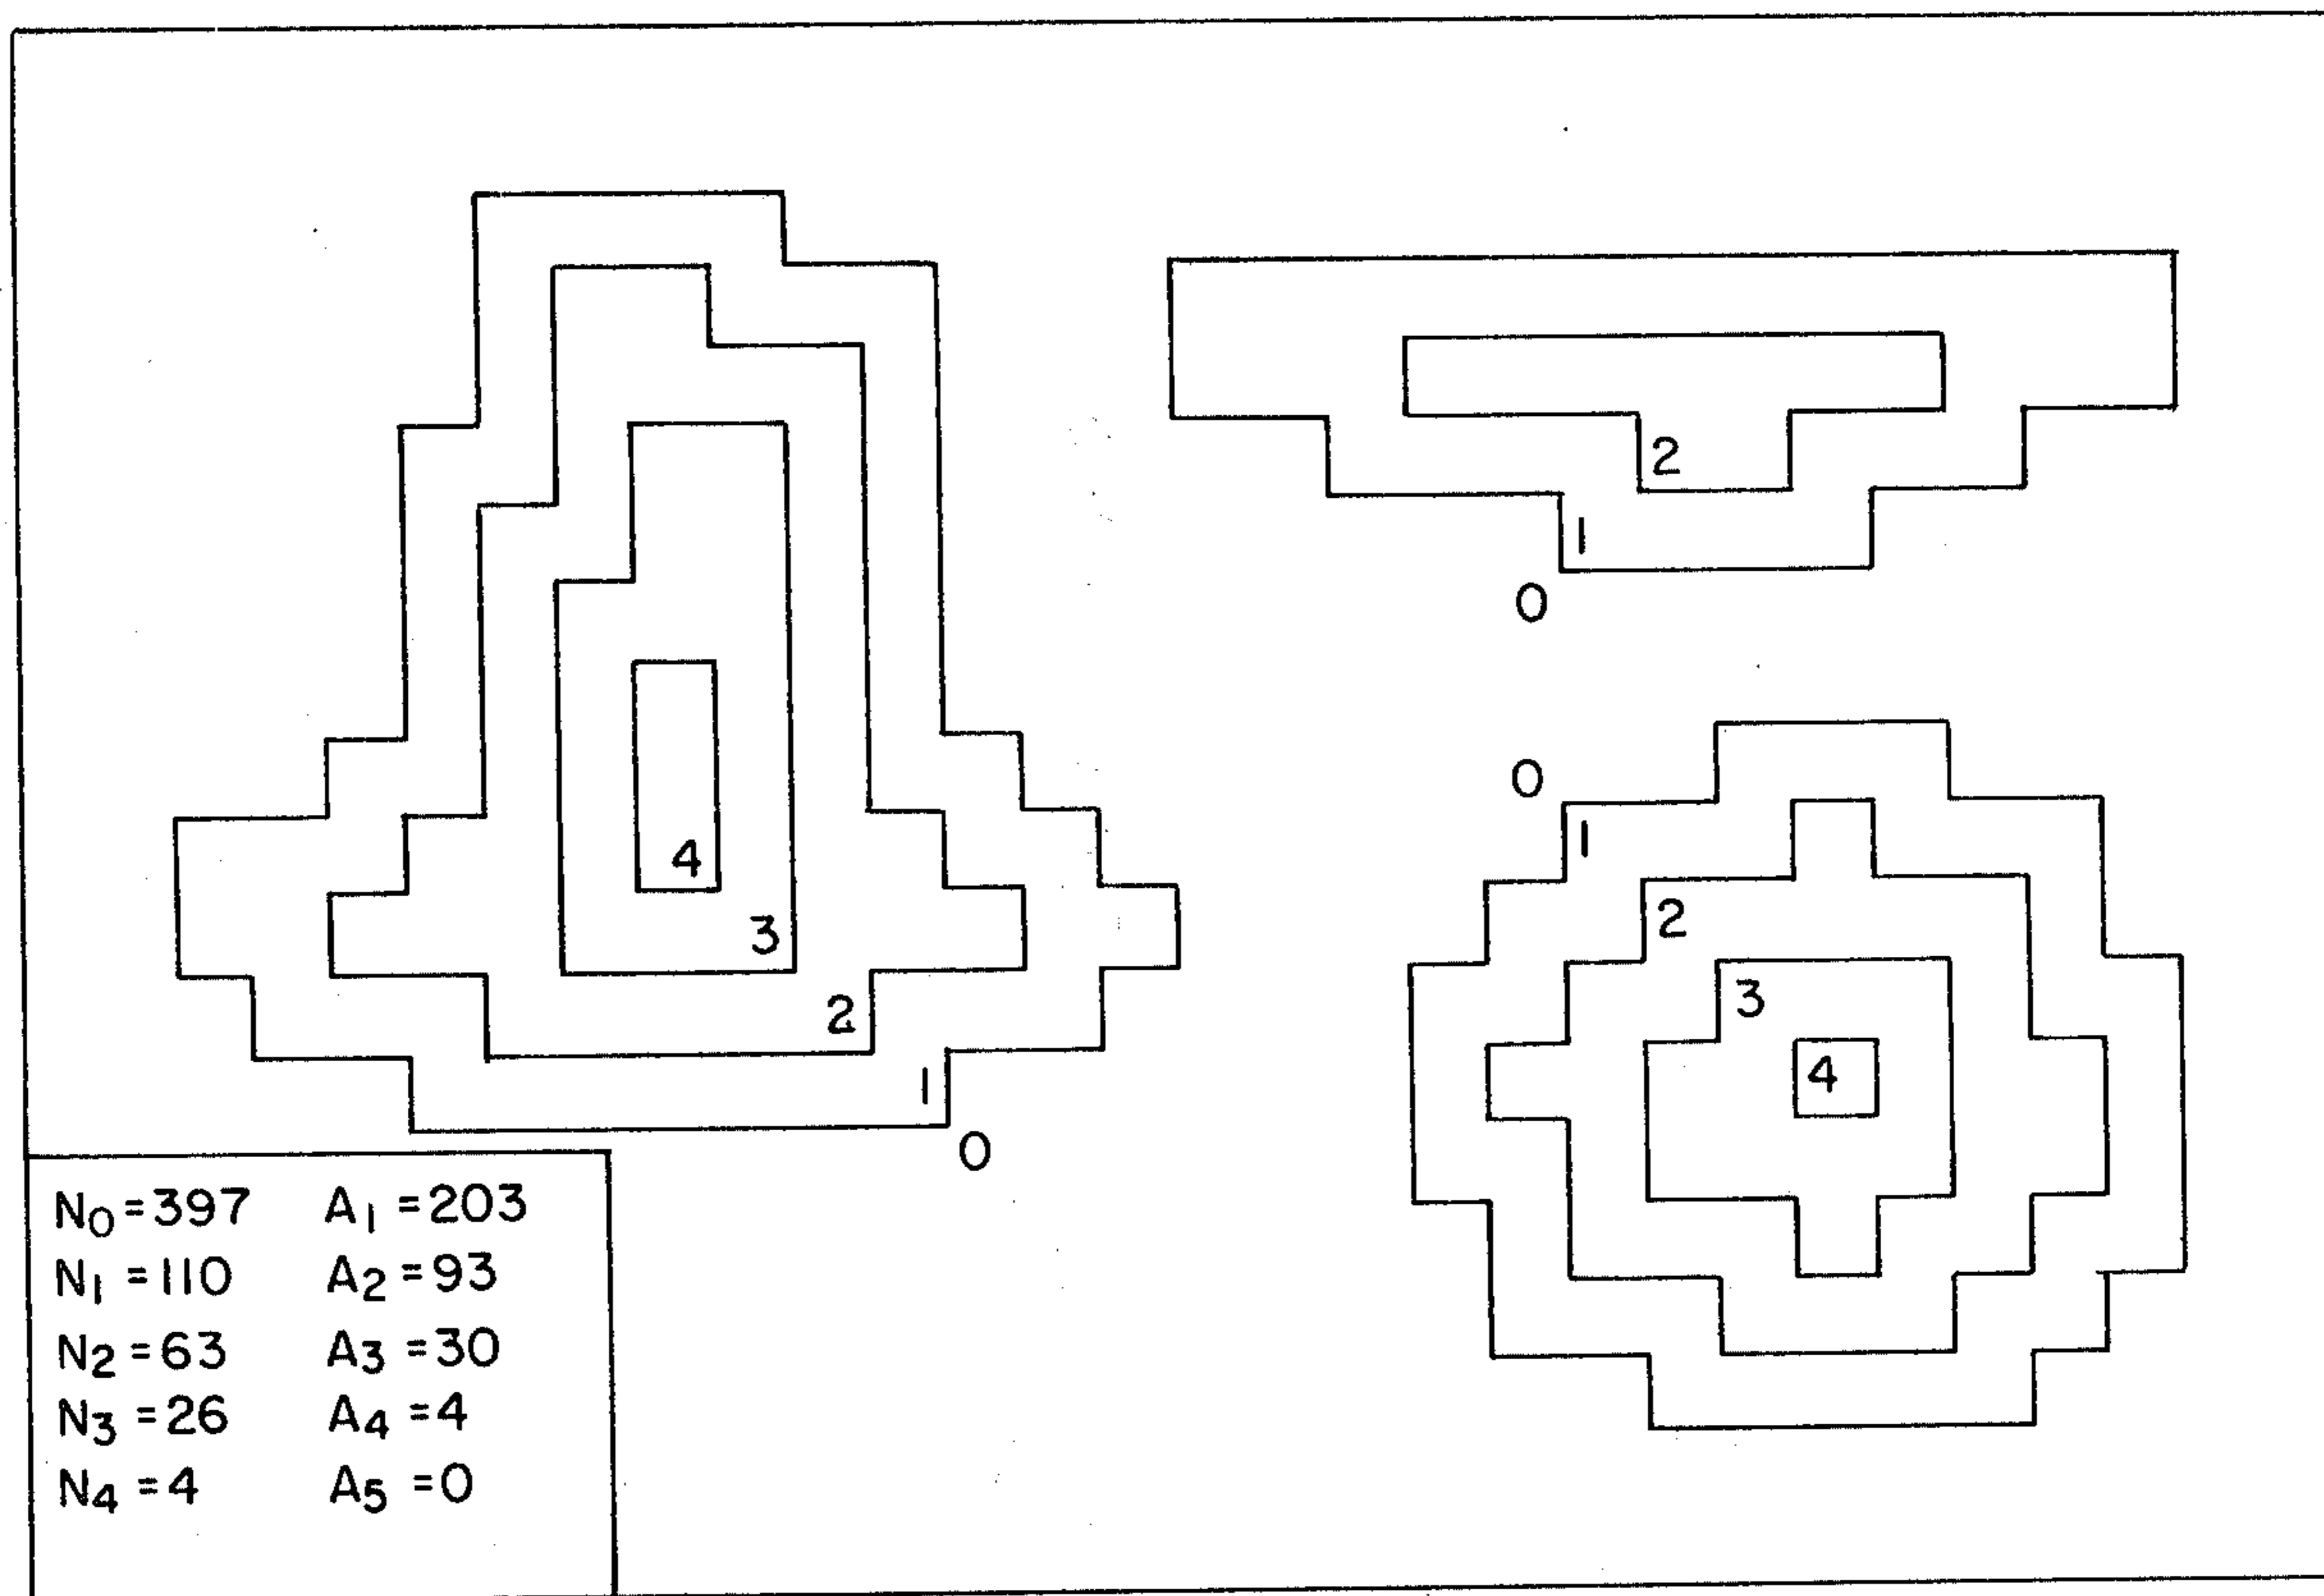 2
1
0
0
1
2
3
4
4
3
2
1
0
N₀ =397 A₁ =203
N₁ =110 A₂ =93
N₂ =63 A₃ =30
N₃ =26 A₄ =4
N₄ =4 A₅ =0